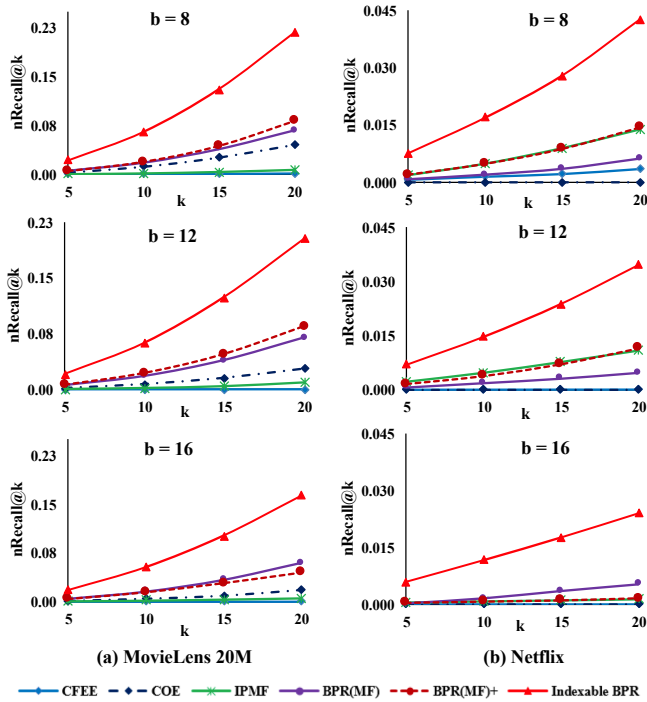 b = 8
nRecall@k
0.23
0.15
0.08
0.00
5
10
15
20
k
b = 8
nRecall@k
0.045
0.030
0.015
0.000
5
10
15
20
k
b = 12
nRecall@k
0.23
0.15
0.08
0.00
5
10
15
20
k
b = 12
nRecall@k
0.045
0.030
0.015
0.000
5
10
15
20
k
b = 16
nRecall@k
0.23
0.15
0.08
0.00
5
10
15
20
k
b = 16
nRecall@k
0.045
0.030
0.015
0.000
5
10
15
20
k
(a) MovieLens 20M
(b) Netflix
CFEE COE IPMF BPR(MF) BPR(MF)+ Indexable BPR